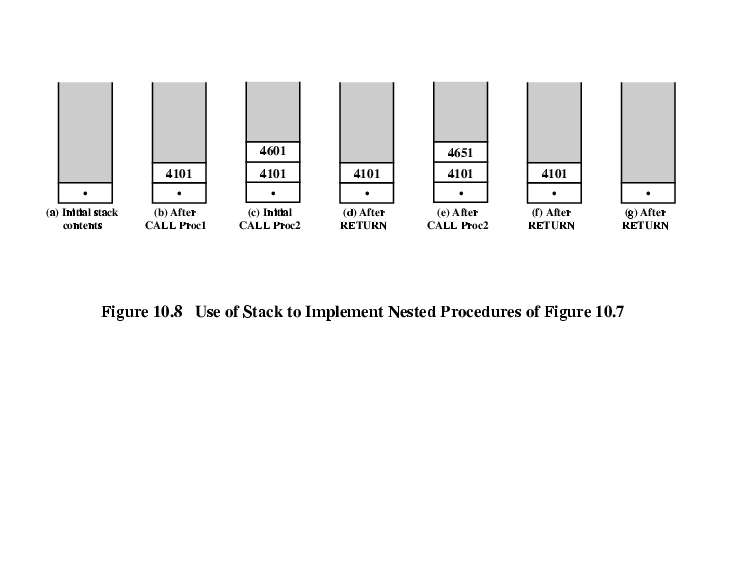 4601 4651
4101 4101 4101 4101 4101
• • • • • • •
(a) Initial stack (b) After (c) Initial (d) After (e) After (f) After (g) After
contents CALL Proc1 CALL Proc2 RETURN CALL Proc2 RETURN RETURN
Figure 10.8 Use of Stack to Implement Nested Procedures of Figure 10.7